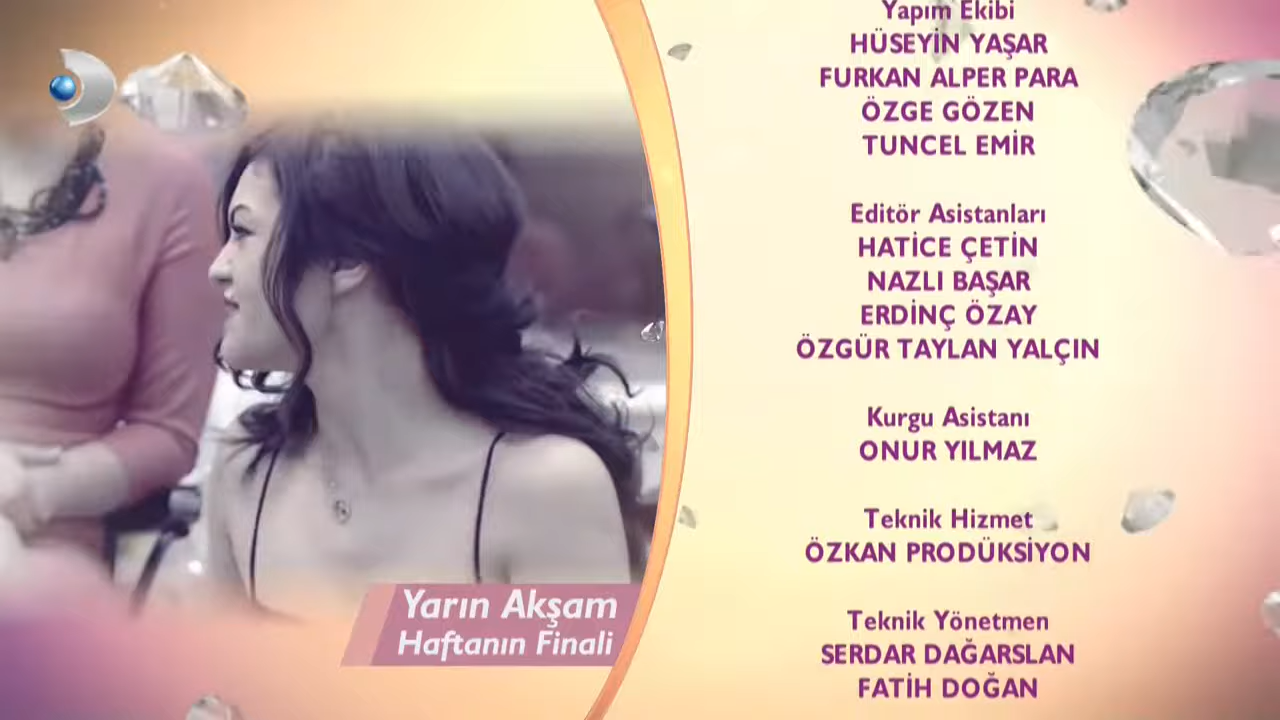 Yapım Ekibi
HÜSEYİN YAŞAR
FURKAN ALPER PARA
ÖZGE GÖZEN
TUNCEL EMİR
Editör Asistanları
HATİCE ÇETİN
NAZLI BAŞAR
ERDİNÇ ÖZAY
ÖZGÜR TAYLAN YALÇIN
Kurgu Asistanı
ONUR YILMAZ
Teknik Hizmet
ÖZKAN PRODÜKSİYON
Teknik Yönetmen
SERDAR DAĞARSLAN
FATİH DOĞAN
Yarın Akşam
Haftanın Finali